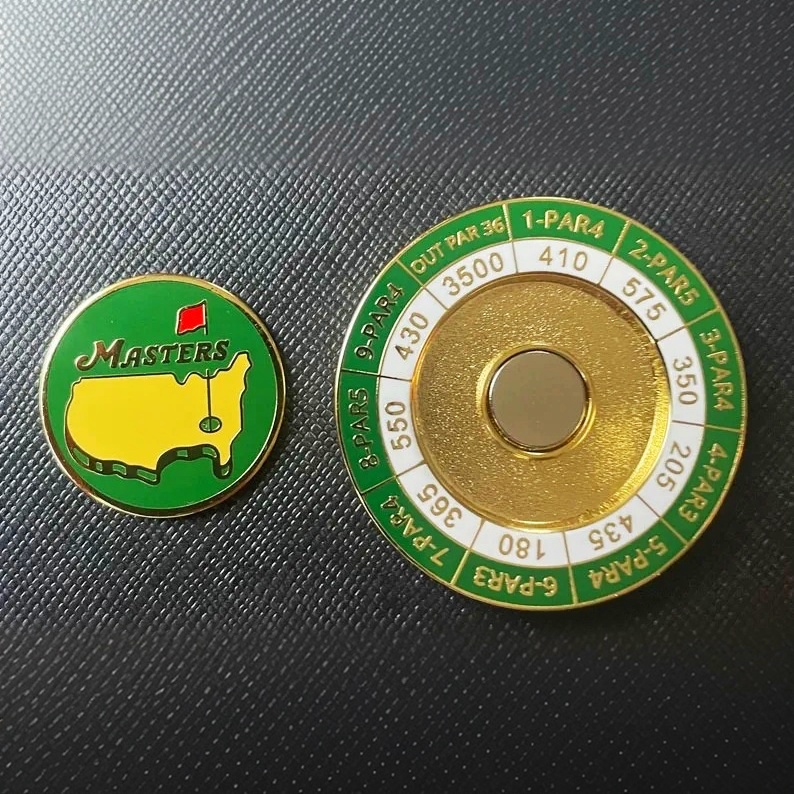 MASTERS
OUT PAR 36
3500
1-PAR4
410
2-PAR5
575
3-PAR4
350
4-PAR3
205
5-PAR4
435
6-PAR3
180
7-PAR4
365
8-PAR5
550
9-PAR4
430